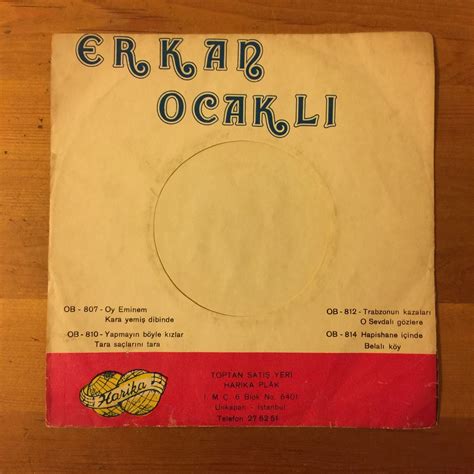 ERKAN
OCAKLI
OB - 807 - Oy Eminem
Kara yemiş dibinde
OB - 810 - Yapmayın böyle kızlar
Tara saçlarını tara
OB - 812 - Trabzonun kazaları
O Sevdalı gözlere
OB - 814 Hapishane içinde
Belalı köy
Harika
TOPTAN SATIŞ YERİ
HARİKA PLÂK
İ M. Ç. 6 Blok No. 6401
Unkapan - İstanbul
Telefon 27 62 51